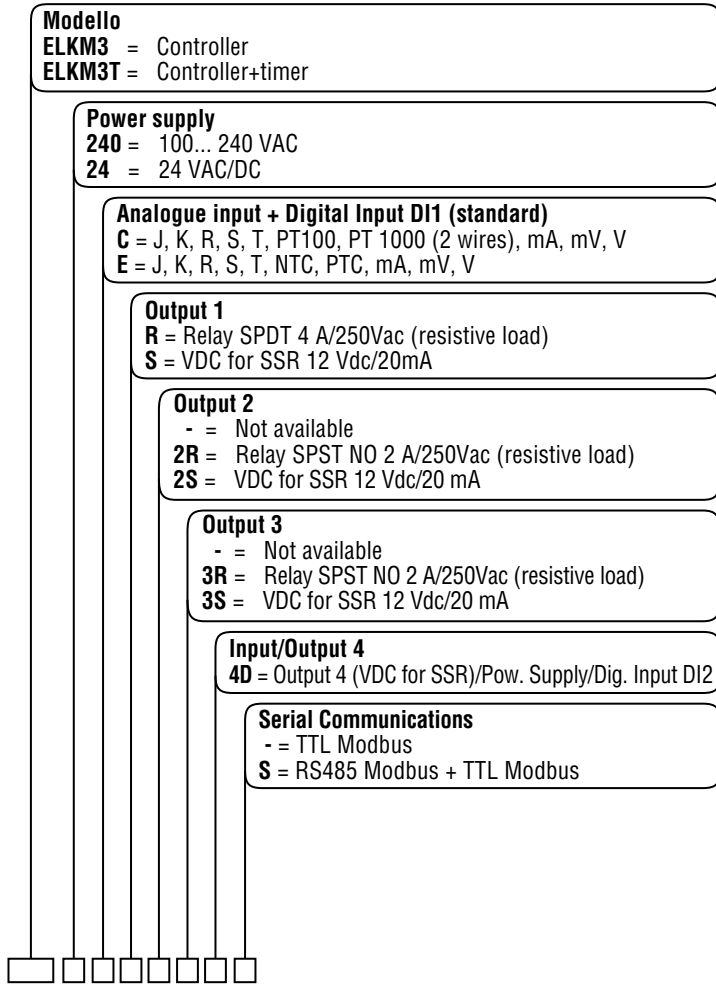 Modello
ELKM3 = Controller
ELKM3T = Controller+timer
Power supply
240 = 100... 240 VAC
24 = 24 VAC/DC
Analogue input + Digital Input DI1 (standard)
C = J, K, R, S, T, PT100, PT 1000 (2 wires), mA, mV, V
E = J, K, R, S, T, NTC, PTC, mA, mV, V
Output 1
R = Relay SPDT 4 A/250Vac (resistive load)
S = VDC for SSR 12 Vdc/20mA
Output 2
- = Not available
2R = Relay SPST NO 2 A/250Vac (resistive load)
2S = VDC for SSR 12 Vdc/20 mA
Output 3
- = Not available
3R = Relay SPST NO 2 A/250Vac (resistive load)
3S = VDC for SSR 12 Vdc/20 mA
Input/Output 4
4D = Output 4 (VDC for SSR)/Pow. Supply/Dig. Input DI2
Serial Communications
- = TTL Modbus
S = RS485 Modbus + TTL Modbus